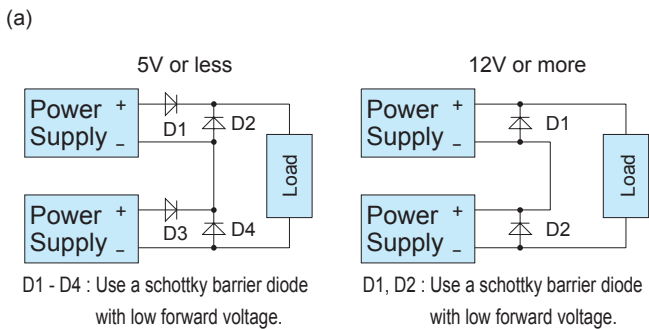 (a)
5V or less
Power +
Supply -
D1
D2
Load
Power +
Supply -
D3
D4
D1 - D4 : Use a schottky barrier diode
with low forward voltage.
12V or more
Power +
Supply -
D1
Load
Power +
Supply -
D2
D1, D2 : Use a schottky barrier diode
with low forward voltage.